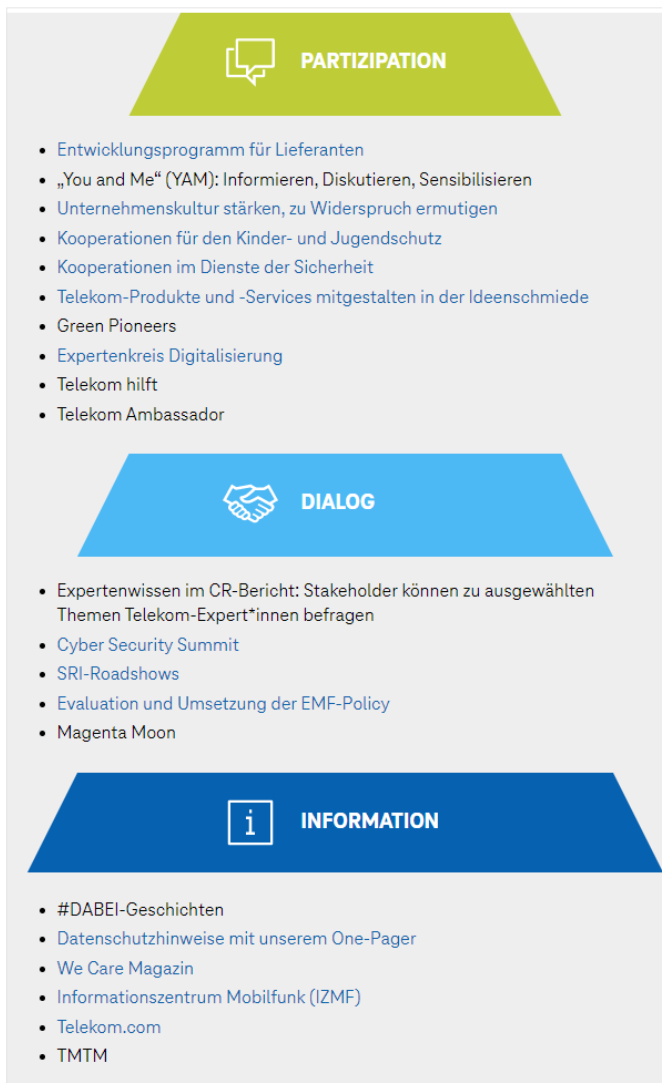 PARTIZIPATION
Entwicklungsprogramm für Lieferanten
„You and Me“ (YAM): Informieren, Diskutieren, Sensibilisieren
Unternehmenskultur stärken, zu Widerspruch ermutigen
Kooperationen für den Kinder- und Jugendschutz
Kooperationen im Dienste der Sicherheit
Telekom-Produkte und -Services mitgestalten in der Ideenschmiede
Green Pioneers
Expertenkreis Digitalisierung
Telekom hilft
Telekom Ambassador
DIALOG
Expertenwissen im CR-Bericht: Stakeholder können zu ausgewählten
Themen Telekom-Expert*innen befragen
Cyber Security Summit
SRI-Roadshows
Evaluation und Umsetzung der EMF-Policy
Magenta Moon
i INFORMATION
#DABEI-Geschichten
Datenschutzhinweise mit unserem One-Pager
We Care Magazin
Informationszentrum Mobilfunk (IZMF)
Telekom.com
TMTM